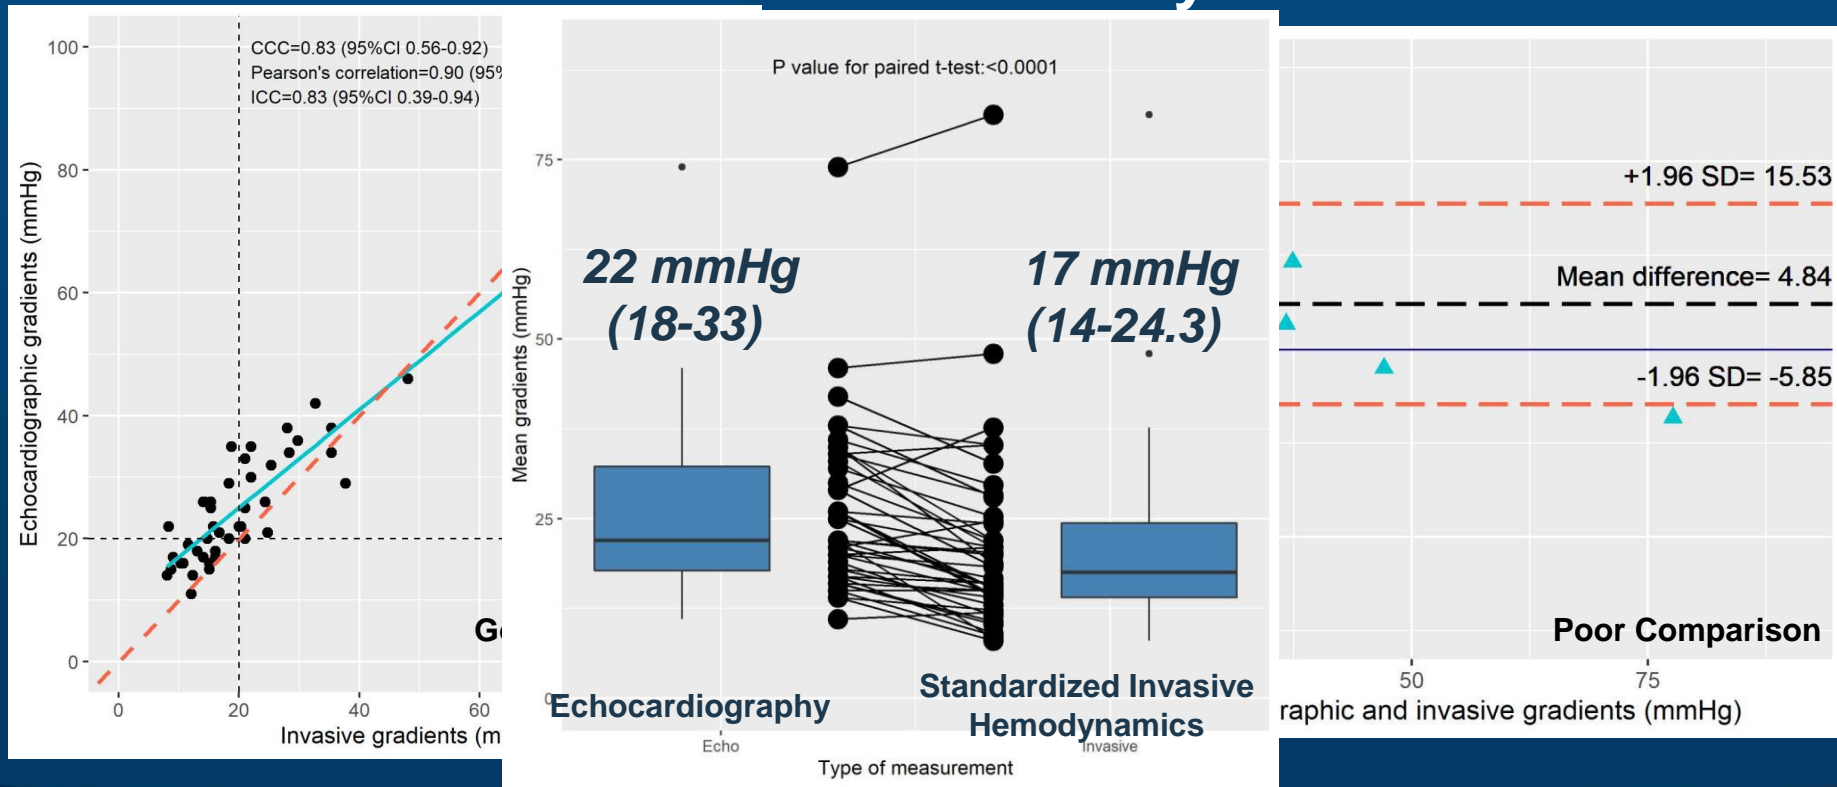 y
100
80
60
40
20
0
0
20
40
60
Echocardiographic gradients (mmHg)
Invasive gradients (m
CCC=0.83 (95%CI 0.56-0.92)
Pearson's correlation=0.90 (95%
ICC=0.83 (95%CI 0.39-0.94)
P value for paired t-test:<0.0001
75
50
25
Mean gradients (mmHg)
22 mmHg
(18-33)
17 mmHg
(14-24.3)
Echocardiography
Standardized Invasive
Hemodynamics
Echo
Invasive
Type of measurement
+1.96 SD= 15.53
Mean difference= 4.84
-1.96 SD= -5.85
Poor Comparison
50
75
raphic and invasive gradients (mmHg)